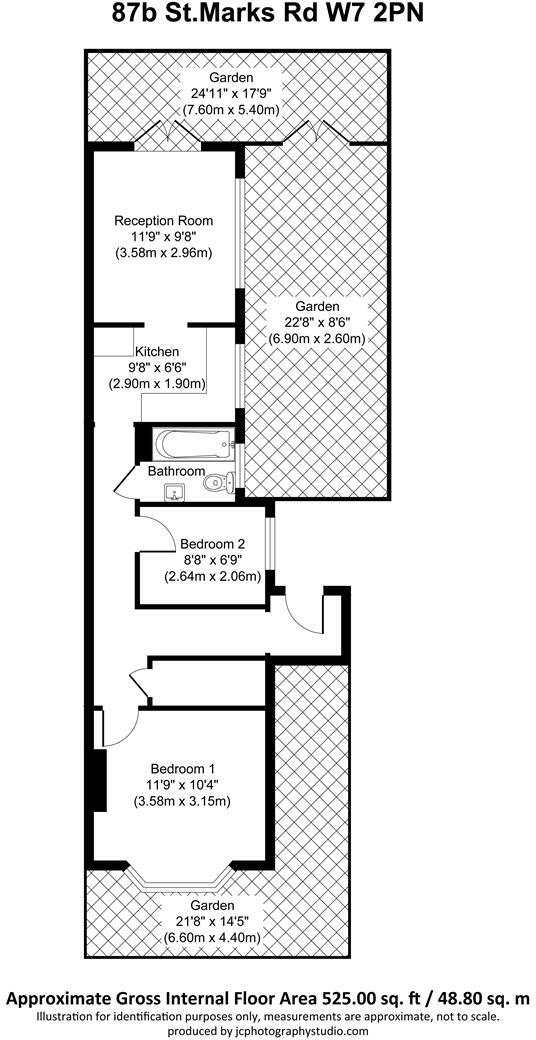 87b St.Marks Rd W7 2PN
Garden
24'11" x 17'9"
(7.60m x 5.40m)
Reception Room
11'9" x 9'8"
(3.58m x 2.96m)
Garden
22'8" x 8'6"
(6.90m x 2.60m)
Kitchen
9'8" x 6'6"
(2.90m x 1.90m)
Bathroom
Bedroom 2
8'8" x 6'9"
(2.64m x 2.06m)
Bedroom 1
11'9" x 10'4"
(3.58m x 3.15m)
Garden
21'8" x 14'5"
(6.60m x 4.40m)
Approximate Gross Internal Floor Area 525.00 sq. ft / 48.80 sq. m
Illustration for identification purposes only, measurements are approximate, not to scale.
produced by jcphotographystudio.com